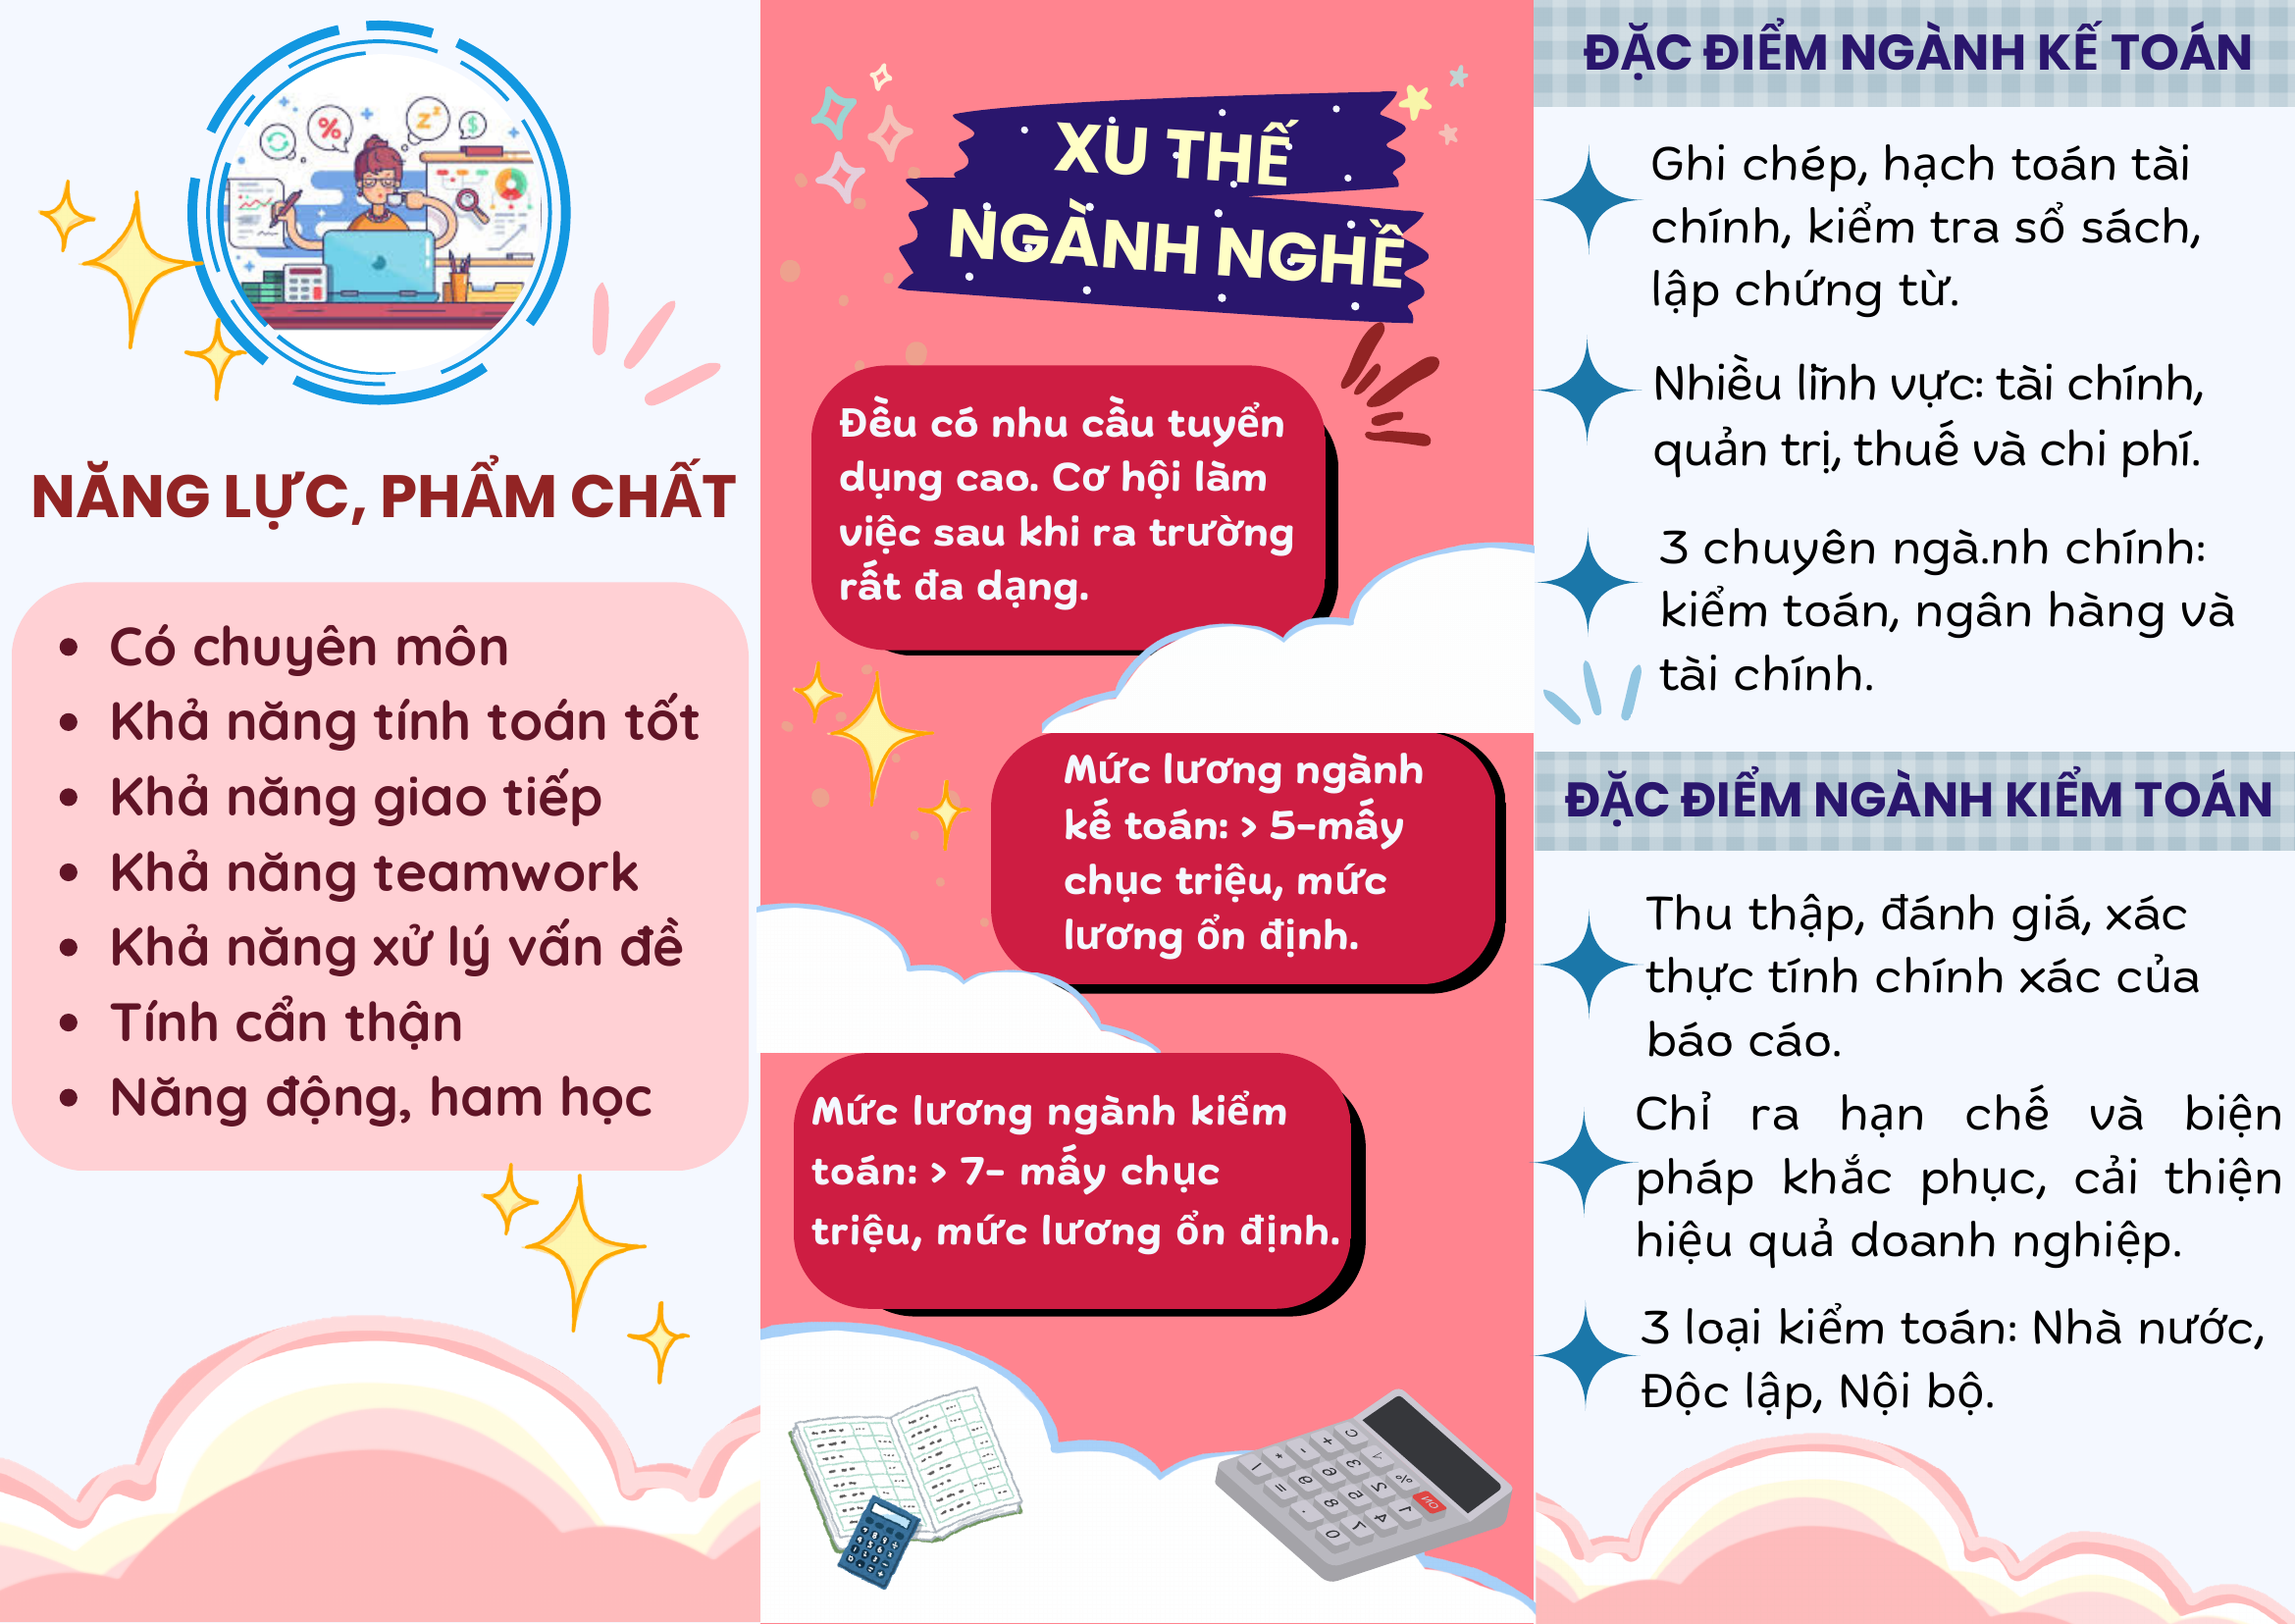 NĂNG LỰC, PHẨM CHẤT
• Có chuyên môn
• Khả năng tính toán tốt
• Khả năng giao tiếp
• Khả năng teamwork
• Khả năng xử lý vấn đề
• Tính cẩn thận
• Năng động, ham học
XU THẾ
NGÀNH NGHỀ
Đều có nhu cầu tuyển
dụng cao. Cơ hội làm
việc sau khi ra trường
rất đa dạng.
Mức lương ngành
kế toán: > 5-mấy
chục triệu, mức
lương ổn định.
Mức lương ngành kiểm
toán: > 7- mấy chục
triệu, mức lương ổn định.
ĐẶC ĐIỂM NGÀNH KẾ TOÁN
Ghi chép, hạch toán tài
chính, kiểm tra sổ sách,
lập chứng từ.
Nhiều lĩnh vực: tài chính,
quản trị, thuế và chi phí.
3 chuyên ngà.nh chính:
kiểm toán, ngân hàng và
tài chính.
ĐẶC ĐIỂM NGÀNH KIỂM TOÁN
Thu thập, đánh giá, xác
thực tính chính xác của
báo cáo.
Chỉ ra hạn chế và biện
pháp khắc phục, cải thiện
hiệu quả doanh nghiệp.
3 loại kiểm toán: Nhà nước,
Độc lập, Nội bộ.